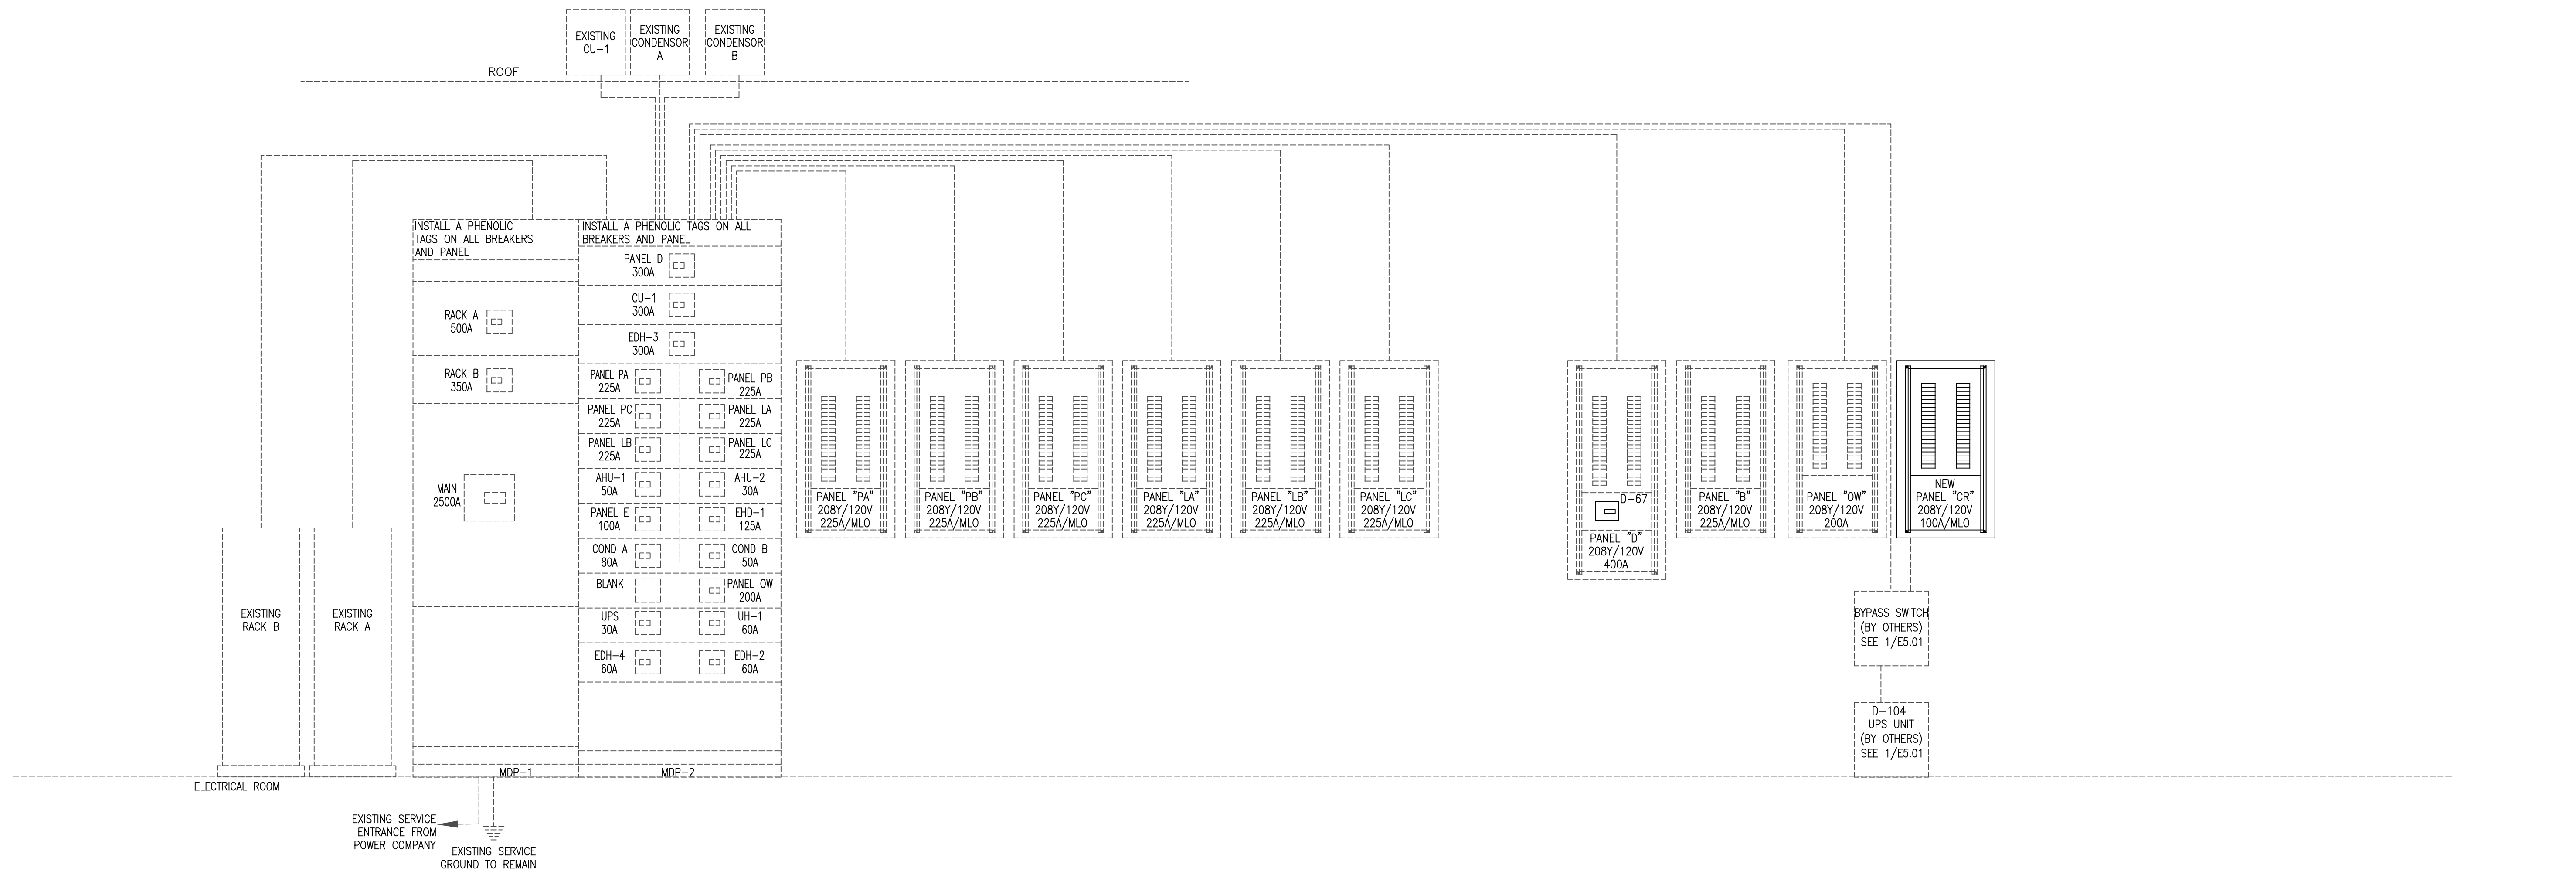 EXISTING
CU-1
EXISTING
CONDENSOR
A
EXISTING
CONDENSOR
B
ROOF
INSTALL A PHENOLIC
TAGS ON ALL BREAKERS
AND PANEL
INSTALL A PHENOLIC TAGS ON ALL
BREAKERS AND PANEL
RACK A
500A
RACK B
350A
MAIN
2500A
PANEL D
300A
CU-1
300A
EDH-3
300A
PANEL PA
225A
PANEL PB
225A
PANEL PC
225A
PANEL LA
225A
PANEL LB
225A
PANEL LC
225A
AHU-1
50A
AHU-2
30A
PANEL E
100A
EHD-1
125A
COND A
80A
COND B
50A
BLANK
PANEL OW
200A
UPS
30A
UH-1
60A
EDH-4
60A
EDH-2
60A
MDP-1
MDP-2
EXISTING
RACK B
EXISTING
RACK A
PANEL "PA"
208Y/120V
225A/MLO
PANEL "PB"
208Y/120V
225A/MLO
PANEL "PC"
208Y/120V
225A/MLO
PANEL "LA"
208Y/120V
225A/MLO
PANEL "LB"
208Y/120V
225A/MLO
PANEL "LC"
208Y/120V
225A/MLO
D-67
PANEL "D"
208Y/120V
400A
PANEL "B"
208Y/120V
225A/MLO
PANEL "OW"
208Y/120V
200A
NEW
PANEL "CR"
208Y/120V
100A/MLO
BYPASS SWITCH
(BY OTHERS)
SEE 1/E5.01
D-104
UPS UNIT
(BY OTHERS)
SEE 1/E5.01
ELECTRICAL ROOM
EXISTING SERVICE
ENTRANCE FROM
POWER COMPANY
EXISTING SERVICE
GROUND TO REMAIN